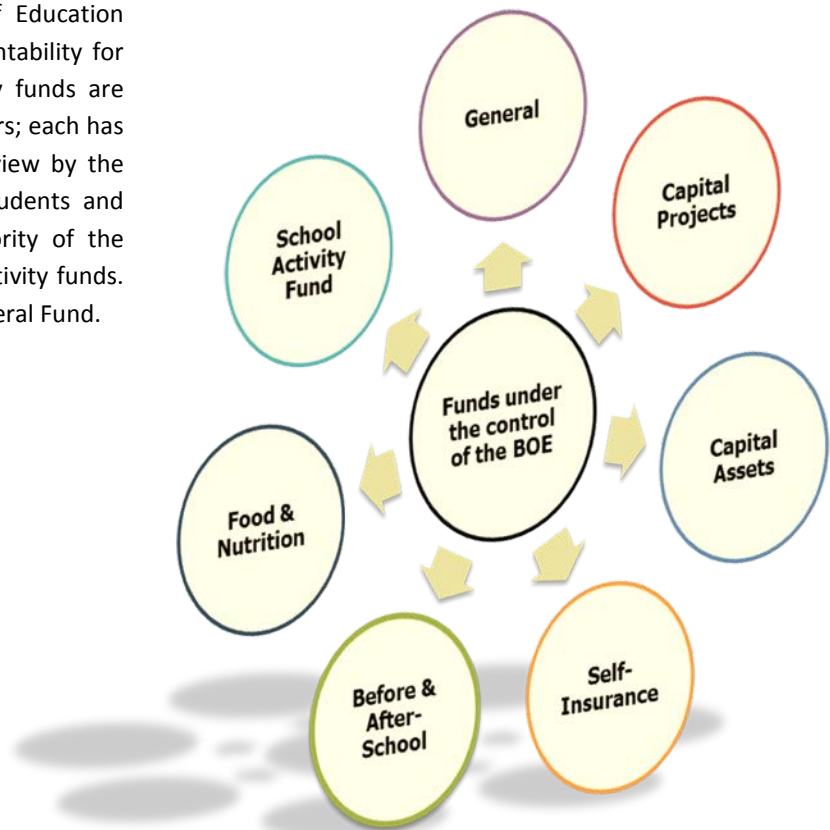 f Education
ntability for
y funds are
rs; each has
view by the
tudents and
ority of the
tivity funds.
eral Fund.
General
Capital
Projects
School
Activity
Fund
Funds under
the control
of the BOE
Capital
Assets
Food &
Nutrition
Self-
Insurance
Before &
After-
School